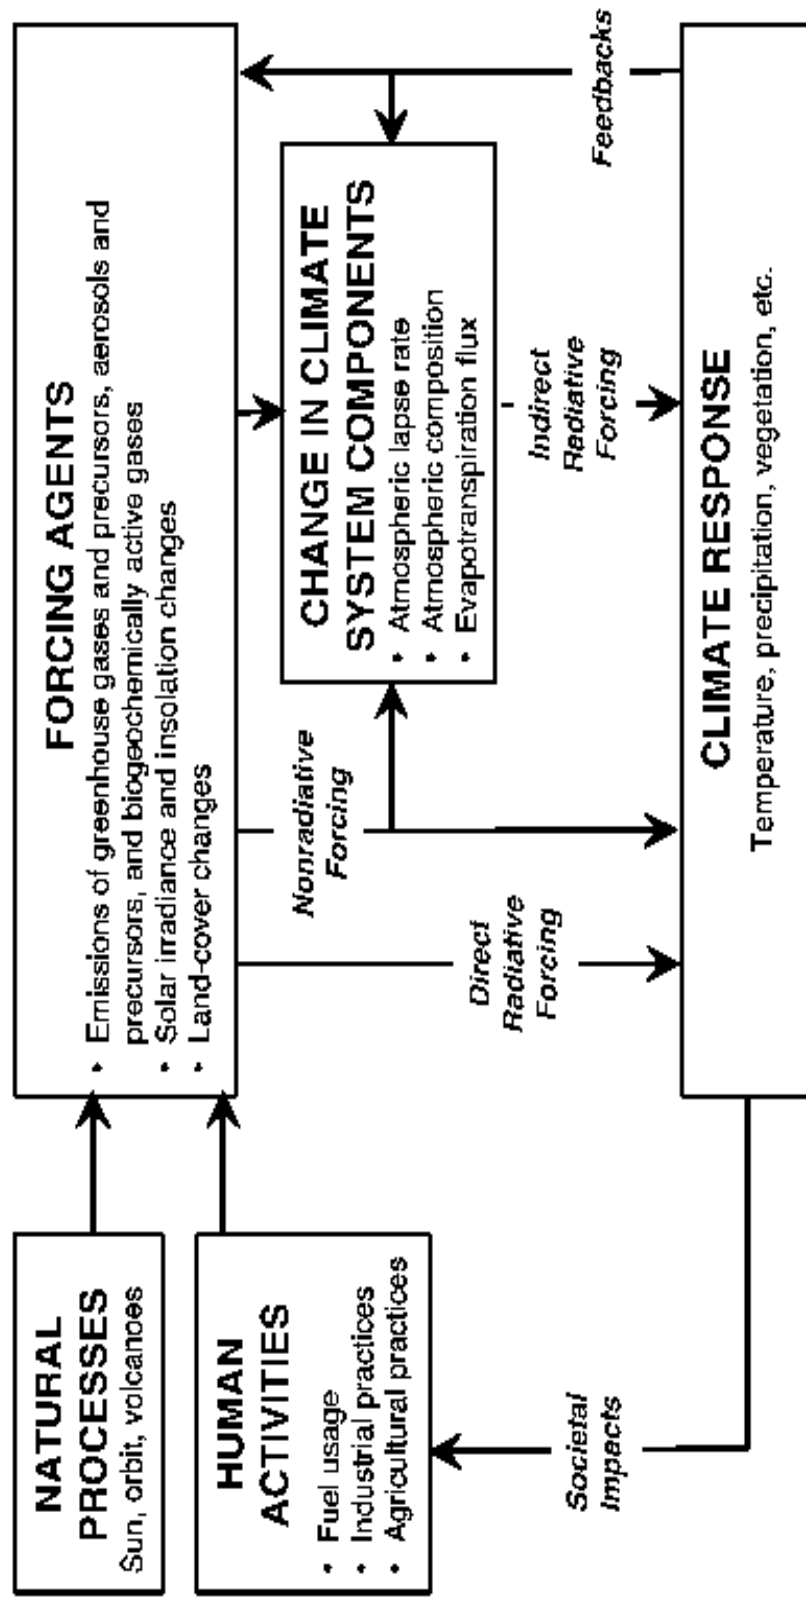 NATURAL
PROCESSES
Sun, orbit, volcanoes
HUMAN
ACTIVITIES
• Fuel usage
• Industrial practices
• Agricultural practices
FORCING AGENTS
• Emissions of greenhouse gases and precursors, aerosols and
precursors, and biogeochemically active gases
• Solar irradiance and insolation changes
• Land-cover changes
Direct
Radiative
Forcing
Nonradiative
Forcing
CHANGE IN CLIMATE
SYSTEM COMPONENTS
• Atmospheric lapse rate
• Atmospheric composition
• Evapotranspiration flux
Indirect
Radiative
Forcing
Feedbacks
Societal
Impacts
CLIMATE RESPONSE
Temperature, precipitation, vegetation, etc.